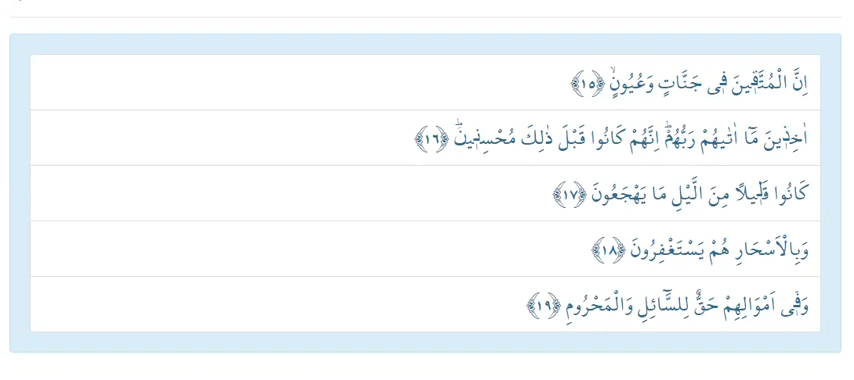 اِنَّ الْمُتَّقٖينَ فٖى جَنَّاتٍ وَعُيُونٍۙ ﴿١٥﴾
اٰخِذٖينَ مَٓا اٰتٰيهُمْ رَبُّهُمْۜ اِنَّهُمْ كَانُوا قَبْلَ ذٰلِكَ مُحْسِنٖينَۜ ﴿١٦﴾
كَانُوا قَلٖيلاً مِنَ الَّيْلِ مَا يَهْجَعُونَ ﴿١٧﴾
وَبِالْاَسْحَارِ هُمْ يَسْتَغْفِرُونَ ﴿١٨﴾
وَفٖٓى اَمْوَالِهِمْ حَقٌّ لِلسَّٓائِلِ وَالْمَحْرُومِ ﴿١٩﴾